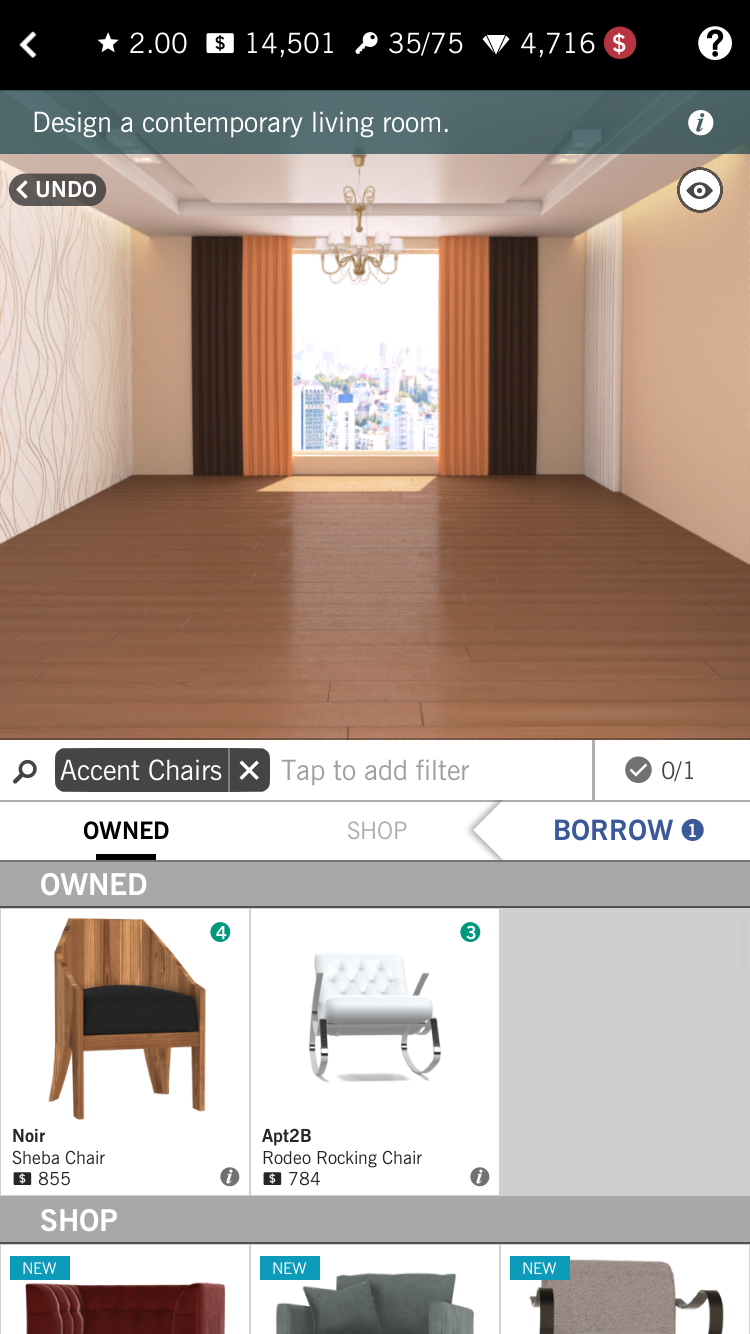 2.00 $ 14,501 35/75 4,716 $ ?
Design a contemporary living room. i
UNDO
Accent Chairs Tap to add filter 0/1
OWNED SHOP BORROW 1
OWNED
4 3
Noir Apt2B
Sheba Chair Rodeo Rocking Chair
$ 855 i $ 784 i
SHOP
NEW NEW NEW